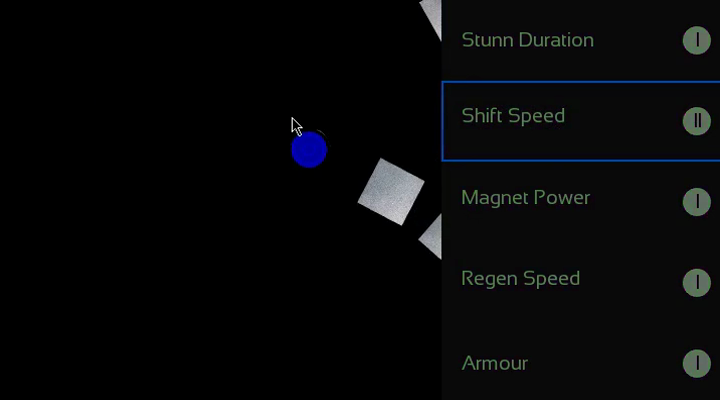 Stunn Duration I
Shift Speed II
Magnet Power I
Regen Speed I
Armour I